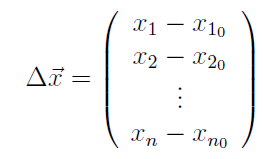 Δx⃗ = ( x₁ − x₁₀
x₂ − x₂₀
⋮
xₙ − xₙ₀ )